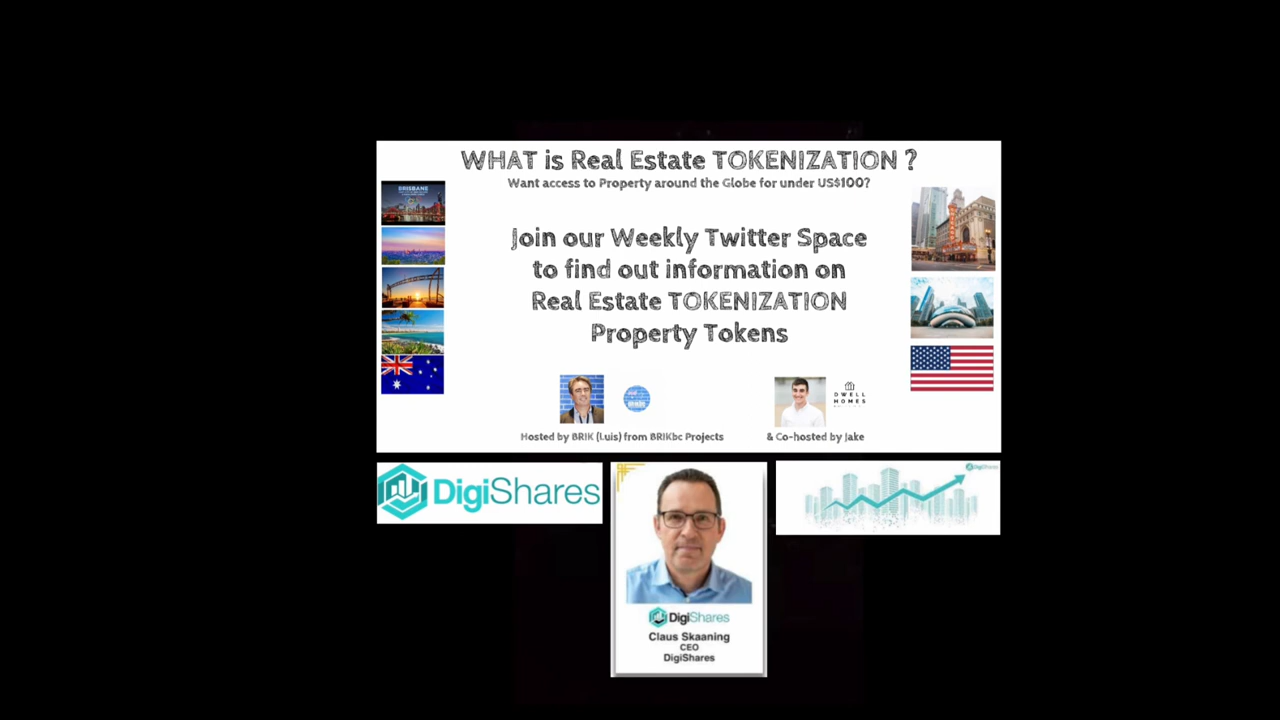 WHAT is Real Estate TOKENIZATION ?
Want access to Property around the Globe for under US$100?
BRISBANE
Join our Weekly Twitter Space
to find out information on
Real Estate TOKENIZATION
Property Tokens
DWELL
HOMES
Hosted by BRIK (Luis) from BRIKbc Projects
& Co-hosted by Jake
DigiShares
DigiShares
DigiShares
Claus Skaaning
CEO
DigiShares